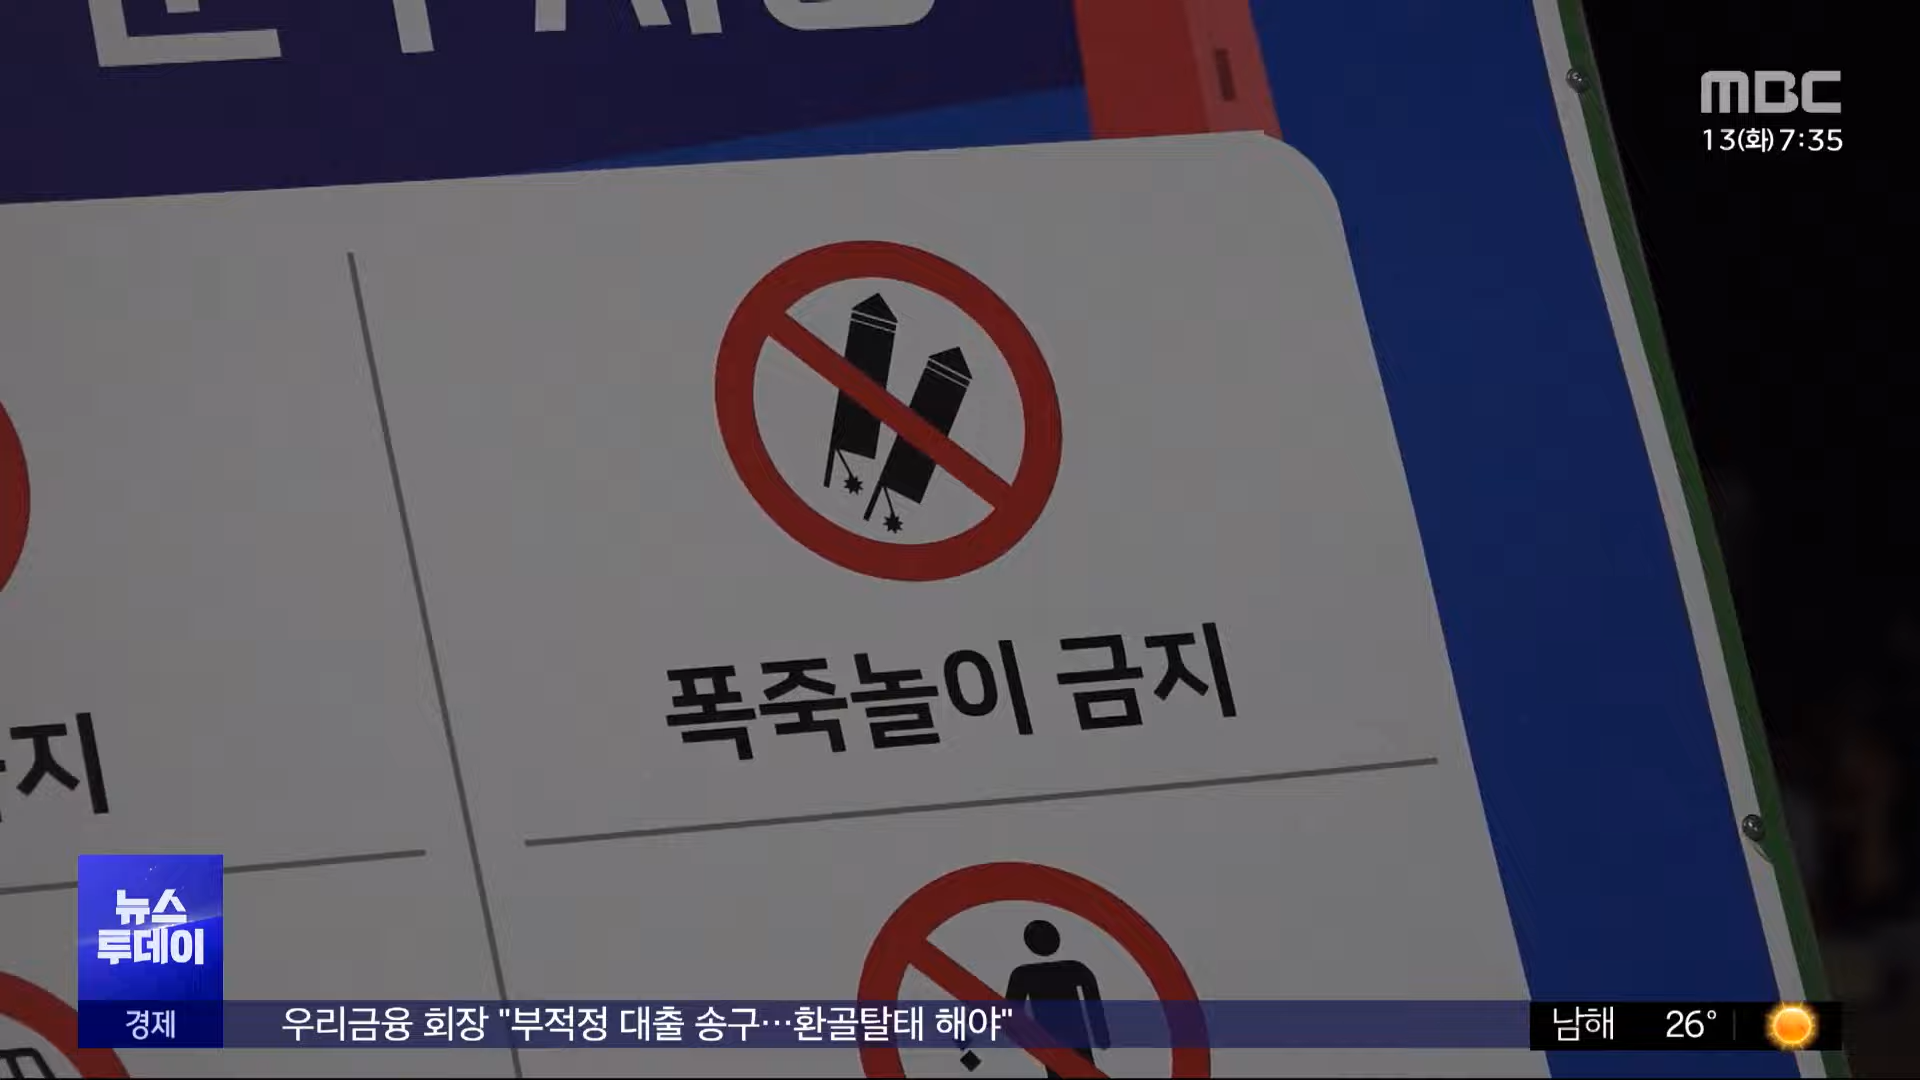 MBC
13(화) 7:35
폭죽놀이 금지
지
뉴스
투데이
경제
우리금융 회장 "부적정 대출 송구…환골탈태 해야"
남해 26°